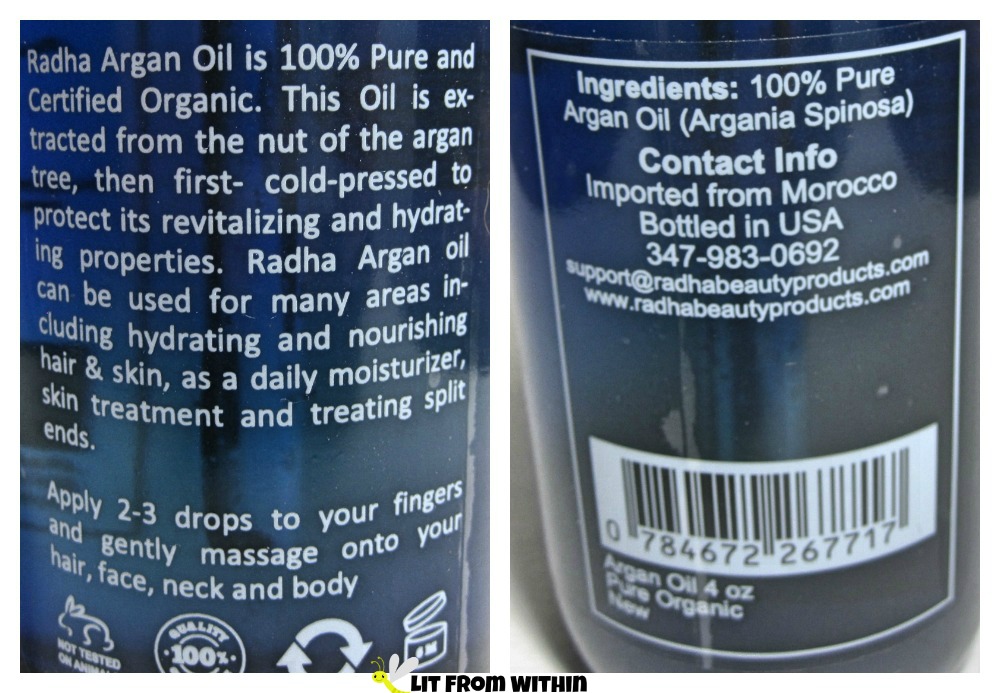 Radha Argan Oil is 100% Pure and
Certified Organic. This Oil is ex-
tracted from the nut of the argan
tree, then first- cold-pressed to
protect its revitalizing and hydrat-
ing properties. Radha Argan oil
can be used for many areas in-
cluding hydrating and nourishing
hair & skin, as a daily moisturizer,
skin treatment and treating split
ends.
Apply 2-3 drops to your fingers
and gently massage onto your
hair, face, neck and body
NOT TESTED
ON ANIMAL
QUALITY
100%
6 M
Ingredients: 100% Pure
Argan Oil (Argania Spinosa)
Contact Info
Imported from Morocco
Bottled in USA
347-983-0692
support@radhabeautyproducts.com
www.radhabeautyproducts.com
0 784672 267717
Argan Oil 4 oz
Pure Organic
New
LIT FROM WITHIN